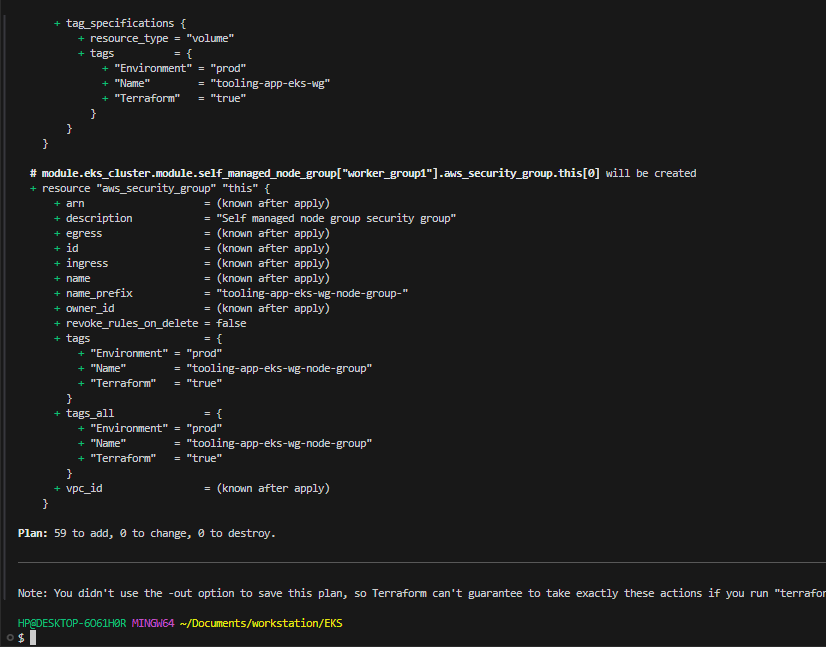 + tag_specifications {
+ resource_type = "volume"
+ tags = {
+ "Environment" = "prod"
+ "Name" = "tooling-app-eks-wg"
+ "Terraform" = "true"
}
}
}
# module.eks_cluster.module.self_managed_node_group["worker_group1"].aws_security_group.this[0] will be created
+ resource "aws_security_group" "this" {
+ arn = (known after apply)
+ description = "Self managed node group security group"
+ egress = (known after apply)
+ id = (known after apply)
+ ingress = (known after apply)
+ name = (known after apply)
+ name_prefix = "tooling-app-eks-wg-node-group-"
+ owner_id = (known after apply)
+ revoke_rules_on_delete = false
+ tags = {
+ "Environment" = "prod"
+ "Name" = "tooling-app-eks-wg-node-group"
+ "Terraform" = "true"
}
+ tags_all = {
+ "Environment" = "prod"
+ "Name" = "tooling-app-eks-wg-node-group"
+ "Terraform" = "true"
}
+ vpc_id = (known after apply)
}
Plan: 59 to add, 0 to change, 0 to destroy.
Note: You didn't use the -out option to save this plan, so Terraform can't guarantee to take exactly these actions if you run "terrafor
HP@DESKTOP-6O61H0R MINGW64 ~/Documents/workstation/EKS
$